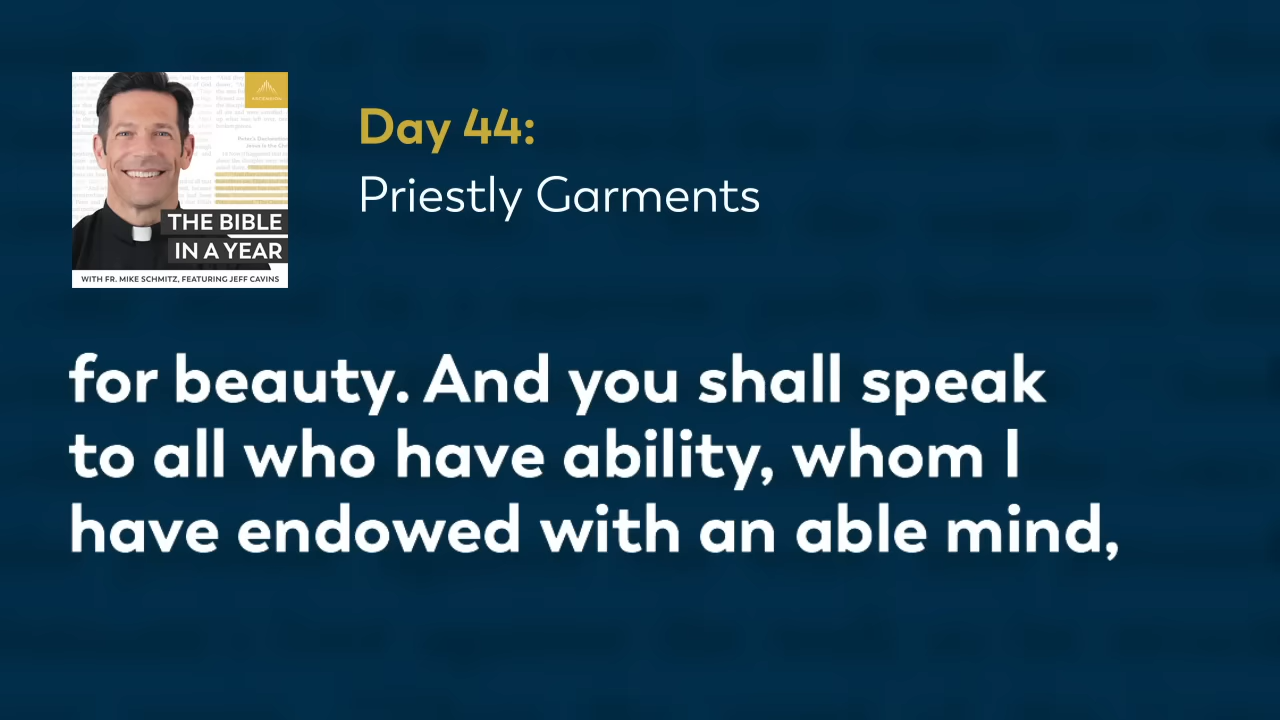 ASCENSION
THE BIBLE
IN A YEAR
WITH FR. MIKE SCHMITZ, FEATURING JEFF CAVINS
Day 44:
Priestly Garments
for beauty. And you shall speak
to all who have ability, whom I
have endowed with an able mind,